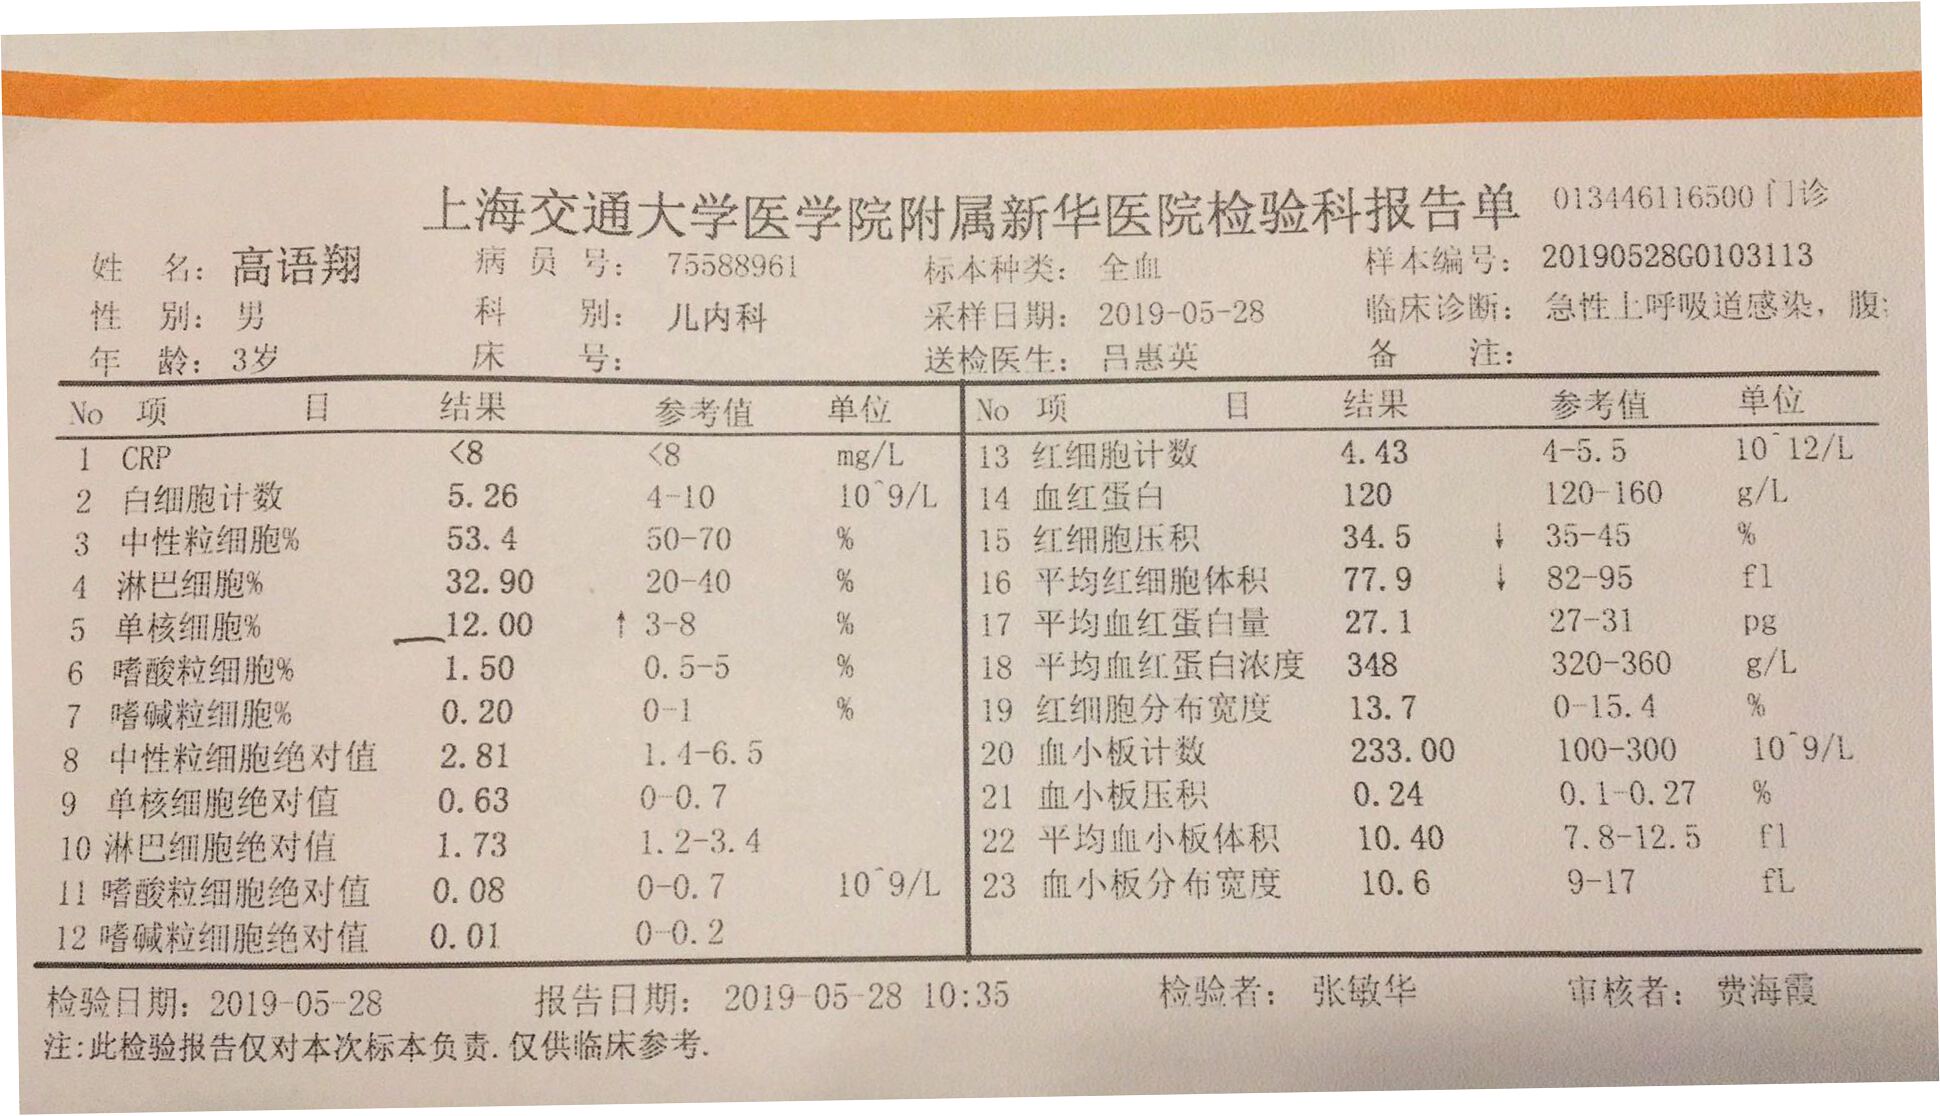 上海交通大学医学院附属新华医院检验科报告单 013446116500 门诊
姓 名： 高语翔 病 员 号： 75588961 标本种类： 全血 样本编号： 20190528G0103113
性 别： 男 科 别： 儿内科 采样日期： 2019-05-28 临床诊断： 急性上呼吸道感染，腹
年 龄： 3岁 床 号： 送检医生： 吕惠英 备 注：
No 项 目 结果 参考值 单位 No 项 目 结果 参考值 单位
1 CRP <8 <8 mg/L 13 红细胞计数 4.43 4-5.5 10^12/L
2 白细胞计数 5.26 4-10 10^9/L 14 血红蛋白 120 120-160 g/L
3 中性粒细胞% 53.4 50-70 % 15 红细胞压积 34.5 ↓ 35-45 %
4 淋巴细胞% 32.90 20-40 % 16 平均红细胞体积 77.9 ↓ 82-95 fl
5 单核细胞% 12.00 ↑ 3-8 % 17 平均血红蛋白量 27.1 27-31 pg
6 嗜酸粒细胞% 1.50 0.5-5 % 18 平均血红蛋白浓度 348 320-360 g/L
7 嗜碱粒细胞% 0.20 0-1 % 19 红细胞分布宽度 13.7 0-15.4 %
8 中性粒细胞绝对值 2.81 1.4-6.5 20 血小板计数 233.00 100-300 10^9/L
9 单核细胞绝对值 0.63 0-0.7 21 血小板压积 0.24 0.1-0.27 %
10 淋巴细胞绝对值 1.73 1.2-3.4 22 平均血小板体积 10.40 7.8-12.5 fl
11 嗜酸粒细胞绝对值 0.08 0-0.7 10^9/L 23 血小板分布宽度 10.6 9-17 fL
12 嗜碱粒细胞绝对值 0.01 0-0.2
检验日期： 2019-05-28 报告日期： 2019-05-28 10:35 检验者： 张敏华 审核者： 费海霞
注:此检验报告仅对本次标本负责.仅供临床参考.